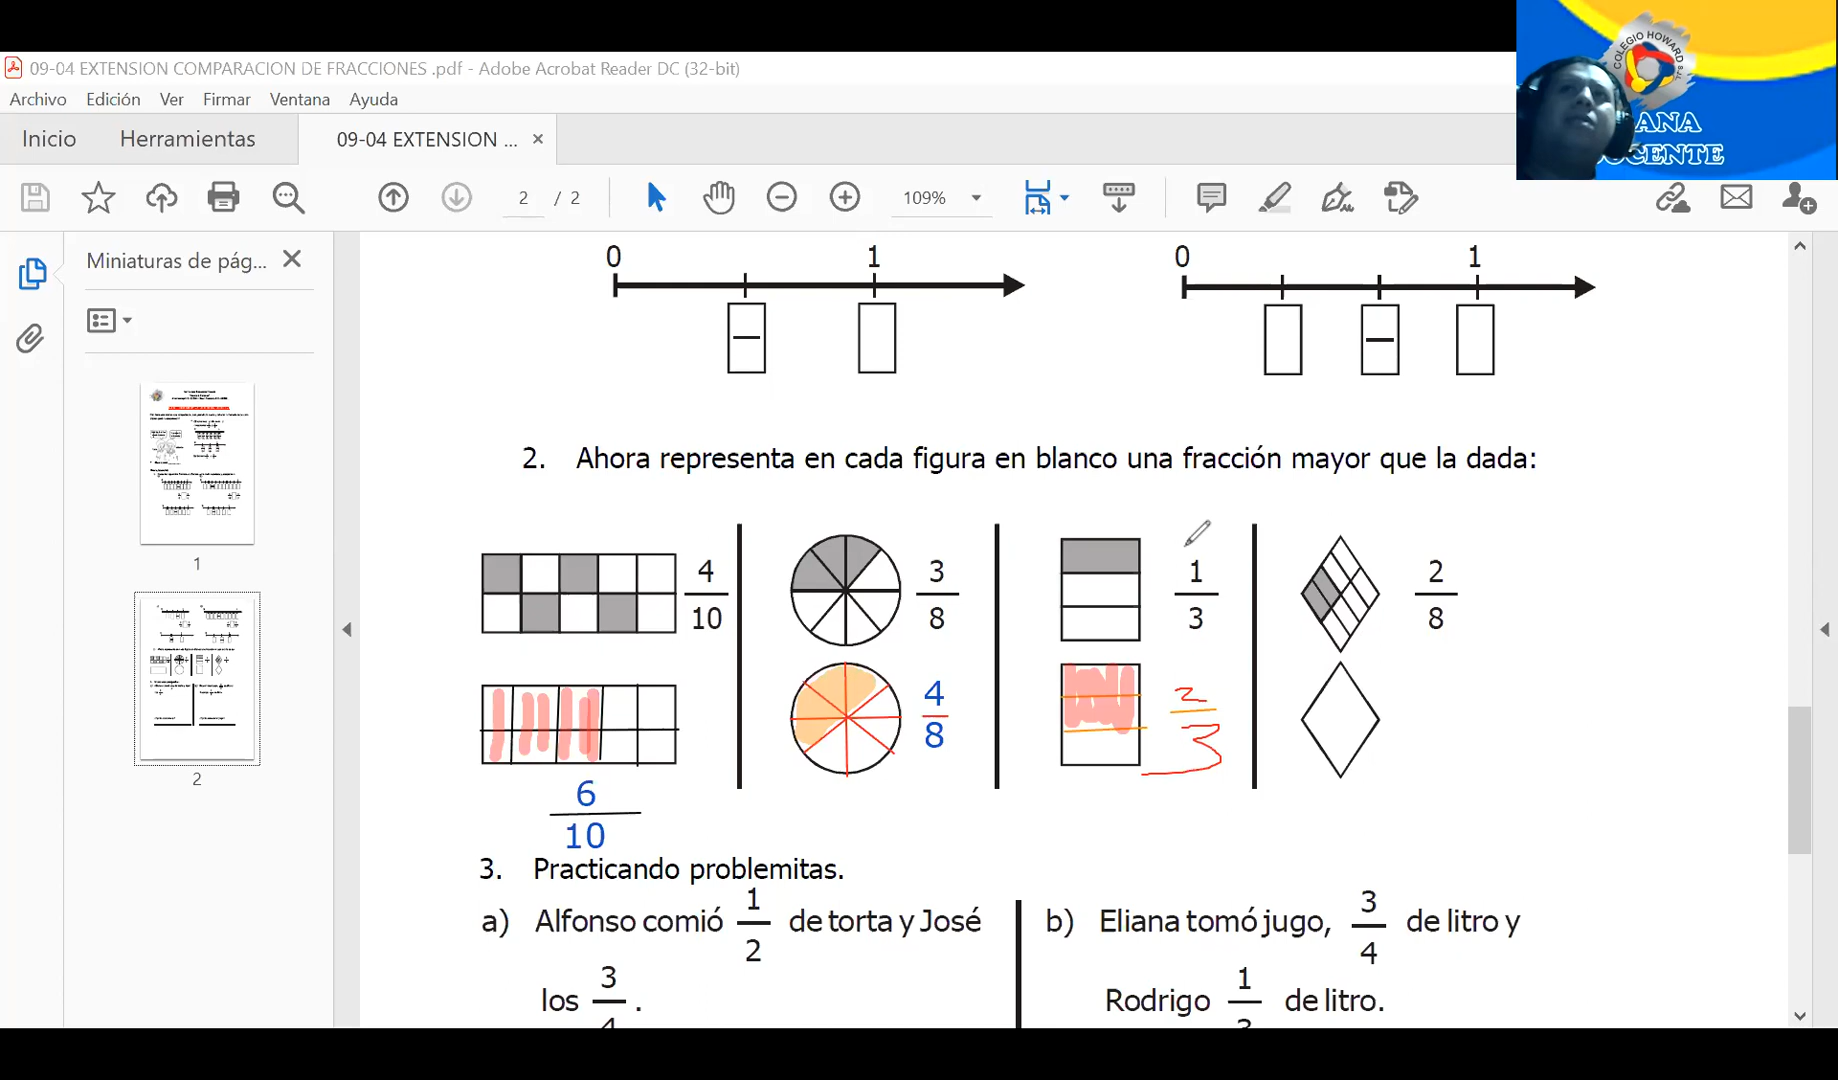 09-04 EXTENSION COMPARACION DE FRACCIONES .pdf - Adobe Acrobat Reader DC (32-bit)
Archivo Edición Ver Firmar Ventana Ayuda
Inicio Herramientas 09-04 EXTENSION ... ×
2 / 2 109%
COLEGIO HOWARD
ANA
OCENTE
Miniaturas de pág...
1
2
0 1
0 1
2. Ahora representa en cada figura en blanco una fracción mayor que la dada:
4/10
3/8
1/3
2/8
4/8
2/3
6/10
3. Practicando problemitas.
a) Alfonso comió 1/2 de torta y José
los 3/4 .
b) Eliana tomó jugo, 3/4 de litro y
Rodrigo 1/3 de litro.